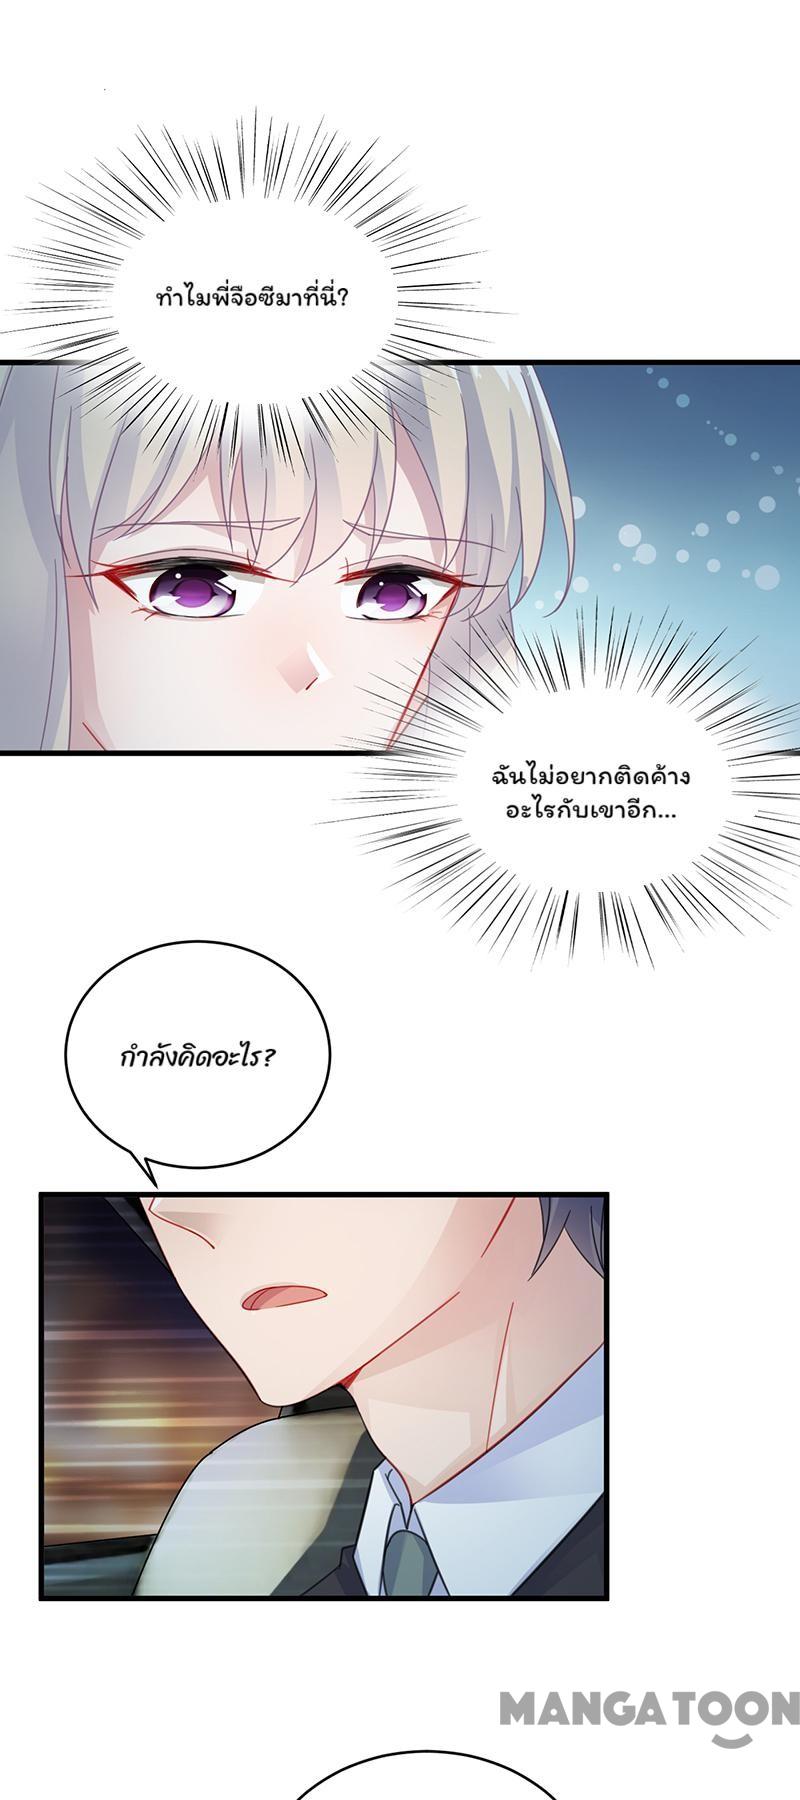 ทำไมพี่จือซีมาที่นี่?
ฉันไม่อยากติดค้าง
อะไรกับเขาอีก...
กำลังคิดอะไร?
MANGATOON